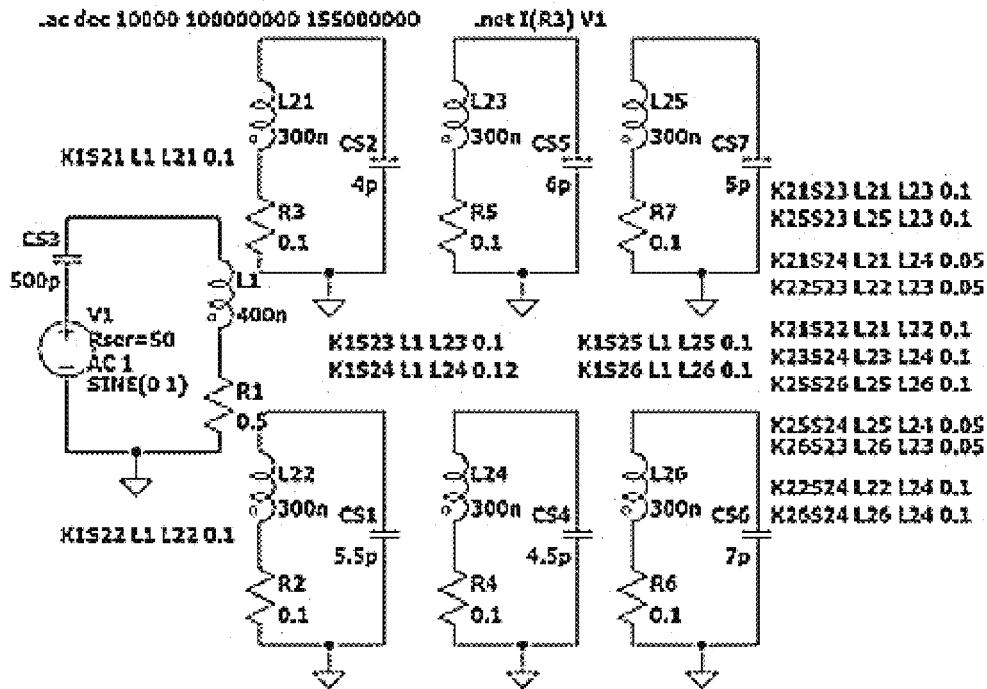 .ac dec 10000 100000000 155000000
.net I(R3) V1
L21
300n
CS2
4p
R3
0.1
L23
300n
CS5
6p
R5
0.1
L25
300n
CS7
5p
R7
0.1
K1S21 L1 L21 0.1
CS3
500p
V1
Rser=50
AC 1
SINE(0 1)
L1
400n
R1
0.5
K1S23 L1 L23 0.1
K1S24 L1 L24 0.12
K1S25 L1 L25 0.1
K1S26 L1 L26 0.1
K21S23 L21 L23 0.1
K25S23 L25 L23 0.1
K21S24 L21 L24 0.05
K22S23 L22 L23 0.05
K21S22 L21 L22 0.1
K23S24 L23 L24 0.1
K25S26 L25 L26 0.1
K25S24 L25 L24 0.05
K26S23 L26 L23 0.05
K22S24 L22 L24 0.1
K26S24 L26 L24 0.1
K1S22 L1 L22 0.1
L22
300n
CS1
5.5p
R2
0.1
L24
300n
CS4
4.5p
R4
0.1
L26
300n
CS6
7p
R6
0.1